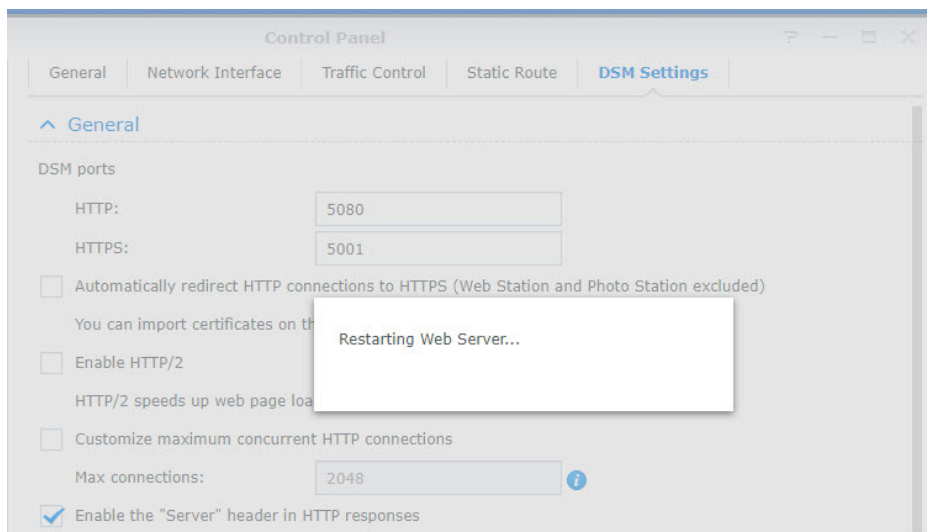 Control Panel
General Network Interface Traffic Control Static Route DSM Settings
General
DSM ports
HTTP: 5080
HTTPS: 5001
Automatically redirect HTTP connections to HTTPS (Web Station and Photo Station excluded)
You can import certificates on th
Restarting Web Server...
Enable HTTP/2
HTTP/2 speeds up web page loa
Customize maximum concurrent HTTP connections
Max connections: 2048
Enable the "Server" header in HTTP responses